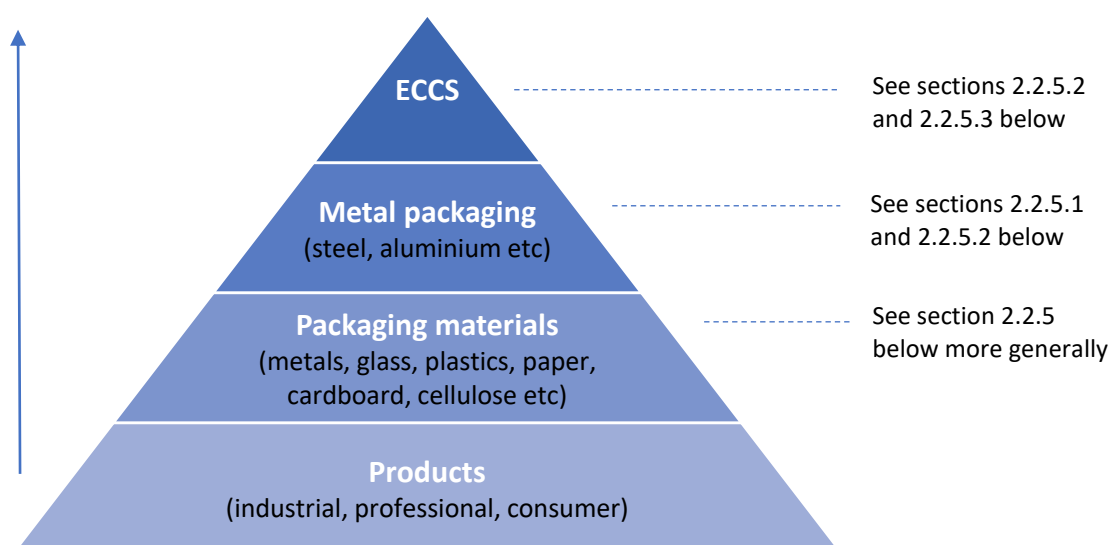 ECCS
See sections 2.2.5.2
and 2.2.5.3 below
Metal packaging
(steel, aluminium etc)
See sections 2.2.5.1
and 2.2.5.2 below
Packaging materials
(metals, glass, plastics, paper,
cardboard, cellulose etc)
See section 2.2.5
below more generally
Products
(industrial, professional, consumer)